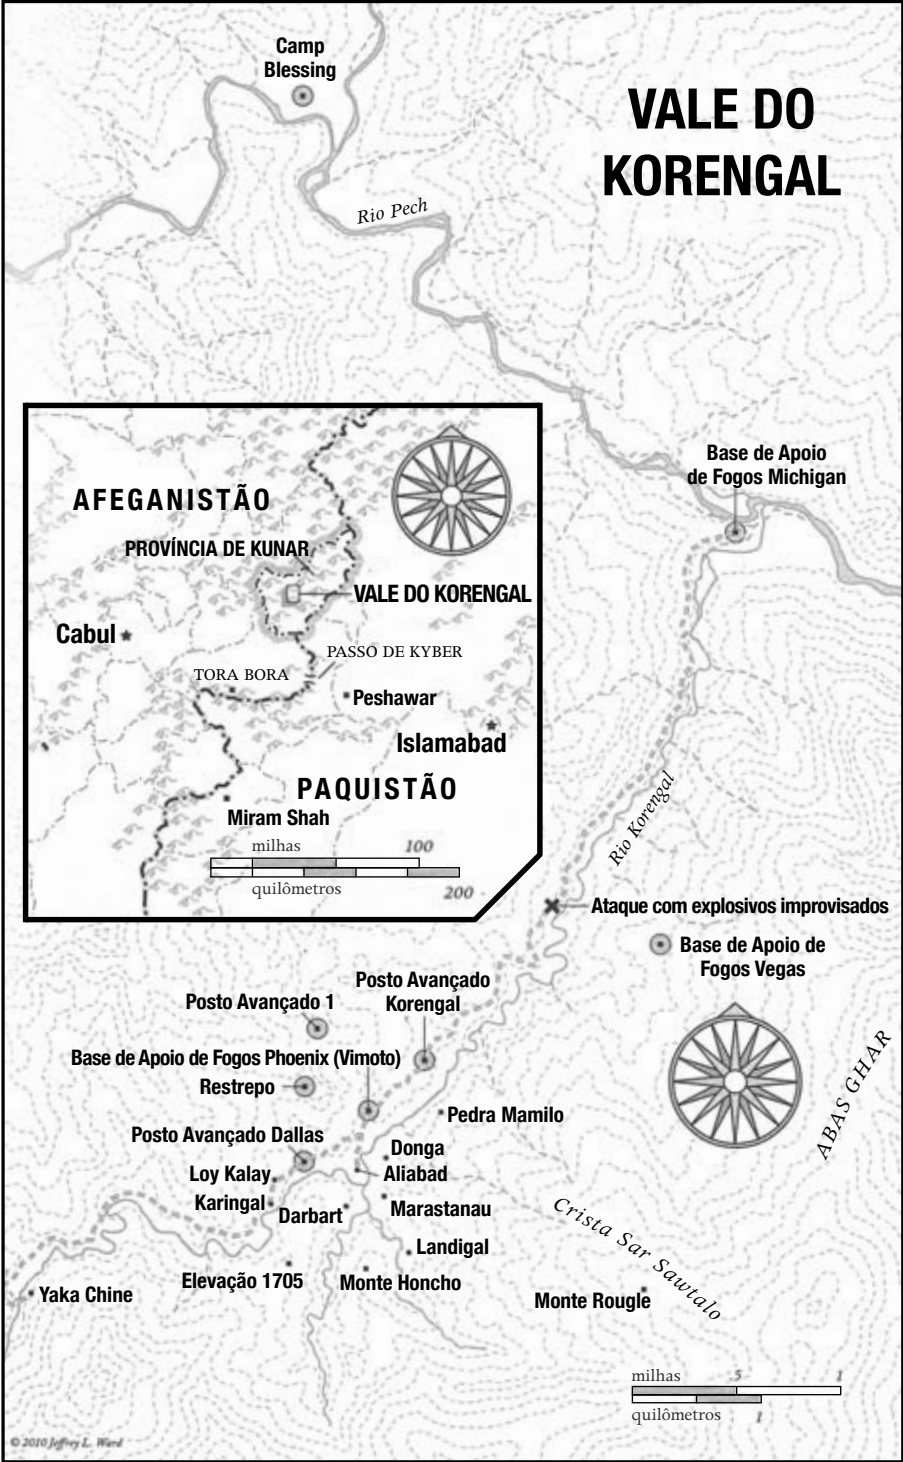 Camp
Blessing
VALE DO
KORENGAL
Rio Pech
Base de Apoio
de Fogos Michigan
AFEGANISTÃO
PROVÍNCIA DE KUNAR
VALE DO KORENGAL
Cabul
PASSO DE KYBER
TORA BORA
Peshawar
Islamabad
PAQUISTÃO
Miram Shah
milhas 100
quilômetros 200
Rio Korengal
Ataque com explosivos improvisados
Base de Apoio de
Fogos Vegas
Posto Avançado
Korengal
Posto Avançado 1
Base de Apoio de Fogos Phoenix (Vimoto)
Restrepo
ABAS GHAR
Pedra Mamilo
Posto Avançado Dallas
Donga
Aliabad
Loy Kalay
Karingal
Darbart
Marastanau
Crista Sar Sawtalo
Landigal
Elevação 1705
Monte Honcho
Yaka Chine
Monte Rougle
milhas .5 1
quilômetros 1
© 2010 Jeffrey L. Ward